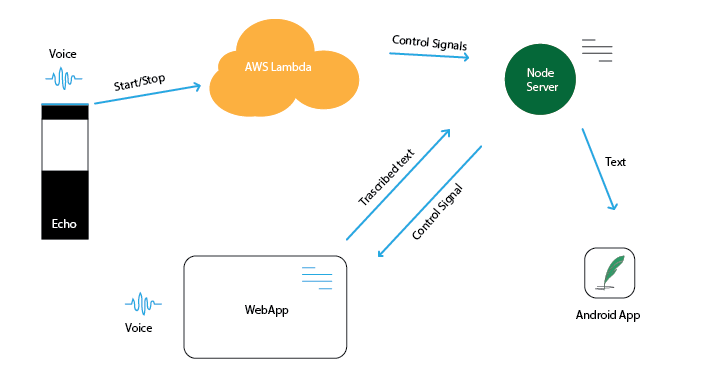 Voice
Start/Stop
Echo
AWS Lambda
Control Signals
Node
Server
Trascribed text
Control Signal
Text
Voice
WebApp
Android App